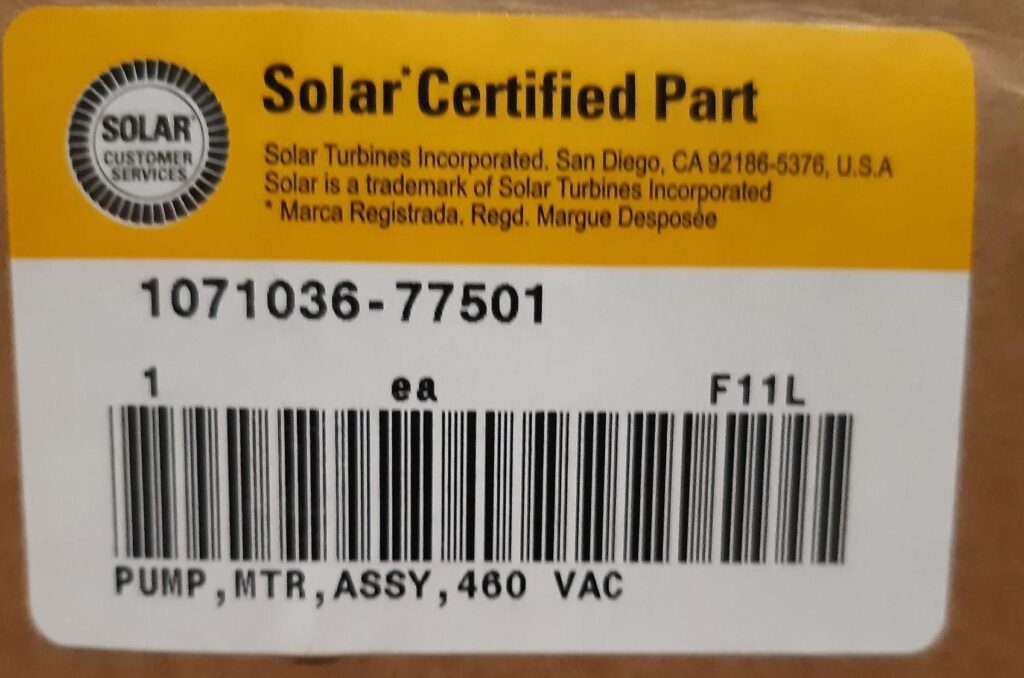 SOLAR
CUSTOMER
SERVICES
Solar* Certified Part
Solar Turbines Incorporated. San Diego, CA 92186-5376, U.S.A
Solar is a trademark of Solar Turbines Incorporated
* Marca Registrada. Regd. Margue Desposée
1071036-77501
1 ea F11L
PUMP,MTR,ASSY,460 VAC